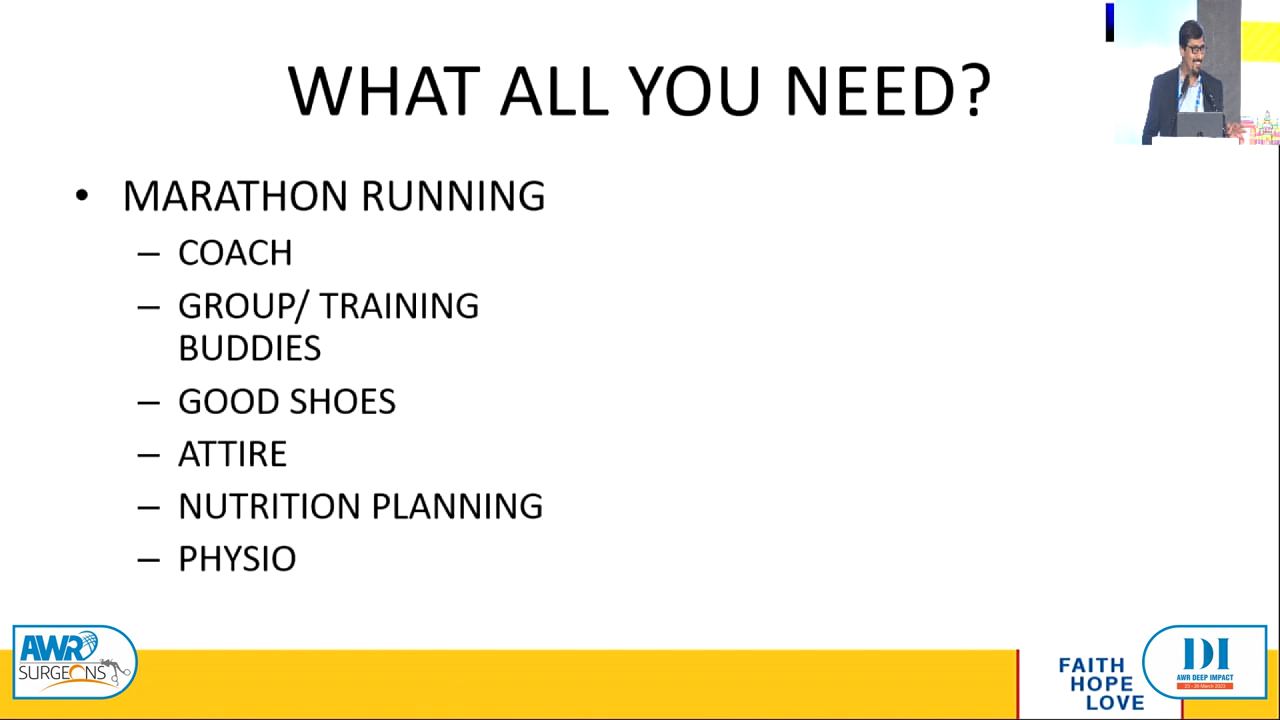 WHAT ALL YOU NEED?
• MARATHON RUNNING
– COACH
– GROUP/ TRAINING
BUDDIES
– GOOD SHOES
– ATTIRE
– NUTRITION PLANNING
– PHYSIO
AWR
SURGEONS
FAITH
HOPE
LOVE
DI
AWR DEEP IMPACT